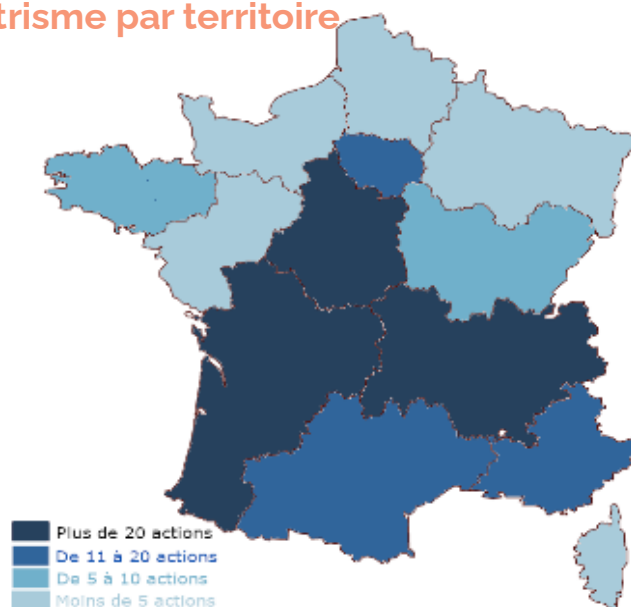 trisme par territoire
Plus de 20 actions
De 11 à 20 actions
De 5 à 10 actions
Moins de 5 actions